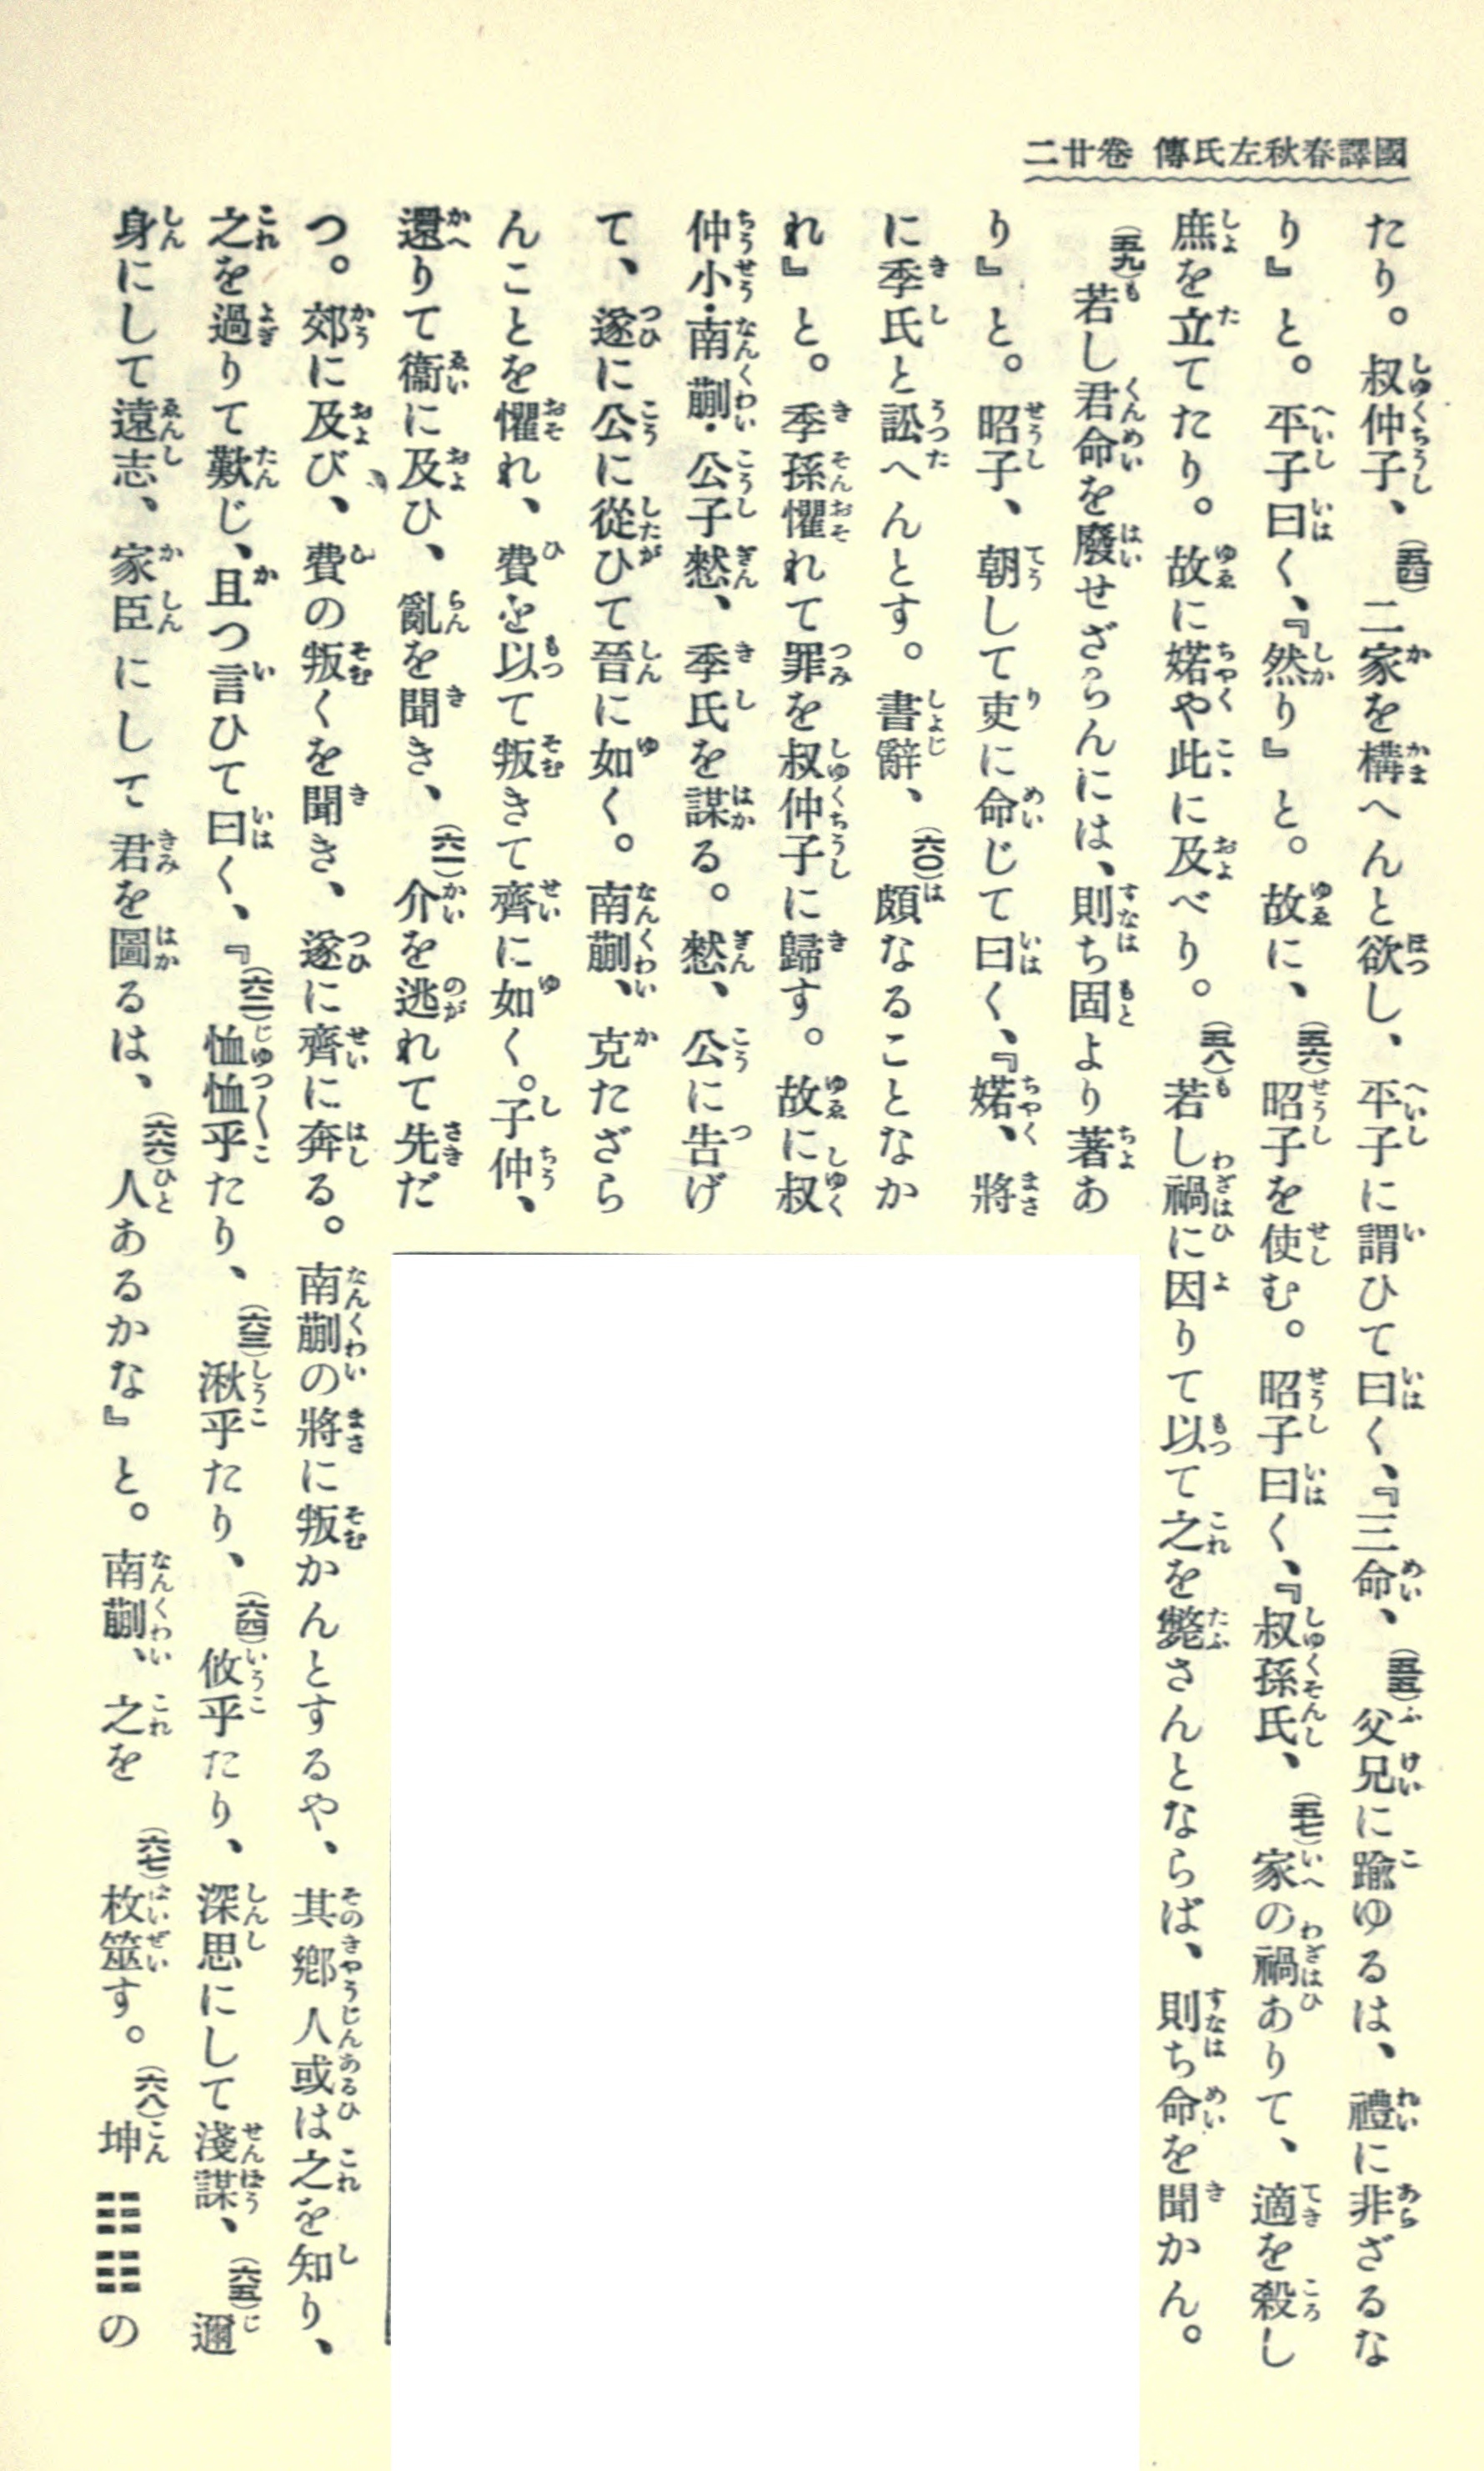 國譯春秋左氏傳 卷廿二
たり。叔仲子、(五四)二家を構へんと欲し、平子に謂ひて曰く、『三命、(五五)父兄に踰ゆるは、禮に非ざるな
り』と。平子曰く、『然り』と。故に、(五六)昭子を使む。昭子曰く、『叔孫氏、(五七)家の禍ありて、適を殺し
庶を立てたり。故に婼や此に及べり。(五八)若し禍に因りて以て之を斃さんとならば、則ち命を聞かん。
(五九)若し君命を廢せざらんには、則ち固より著あ
り』と。昭子、朝して吏に命じて曰く、『婼、將
に季氏と訟へんとす。書辭、(六〇)頗なることなか
れ』と。季孫懼れて罪を叔仲子に歸す。故に叔
仲小・南蒯・公子憖、季氏を謀る。憖、公に告げ
て、遂に公に從ひて晉に如く。南蒯、克たざら
んことを懼れ、費を以て叛きて齊に如く。子仲、
還りて衞に及ひ、亂を聞き、(六一)介を逃れて先だ
つ。郊に及び、費の叛くを聞き、遂に齊に奔る。南蒯の將に叛かんとするや、其鄕人或は之を知り、
之を過りて歎じ、且つ言ひて曰く、『(六二)恤恤乎たり、(六三)湫乎たり、(六四)攸乎たり、深思にして淺謀、(六五)邇
身にして遠志、家臣にして君を圖るは、(六六)人あるかな』と。南蒯、之を(六七)枚筮す。(六八)坤☷☷の